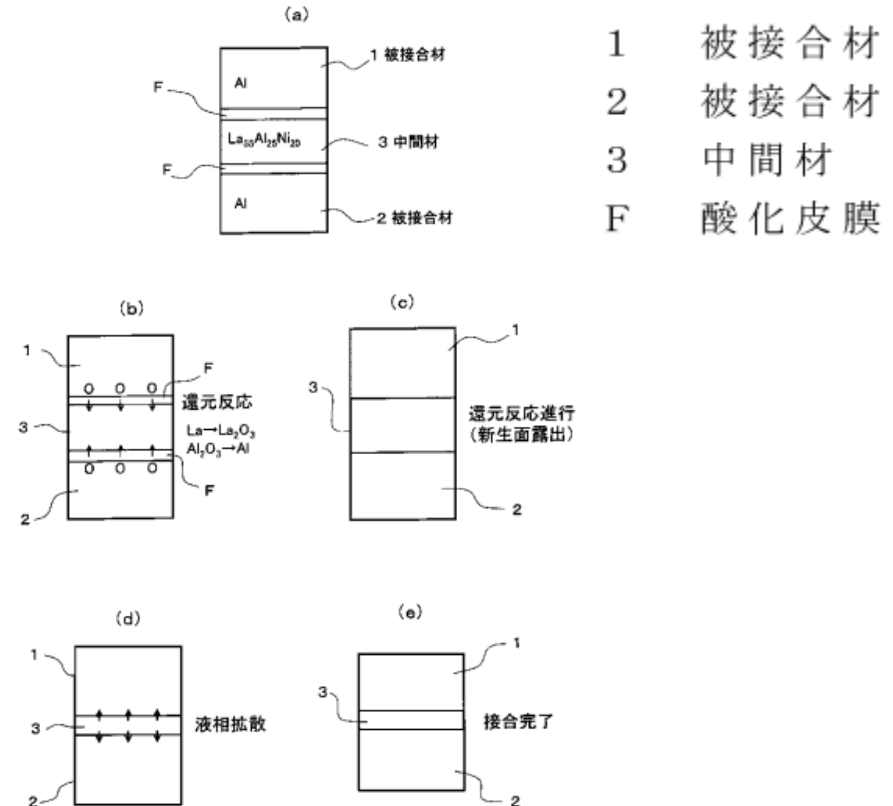 (a)
1 被接合材
F
Al
La₅₅Al₂₅Ni₂₀
3 中間材
F
Al
2 被接合材
1 被接合材
2 被接合材
3 中間材
F 酸化皮膜
(b)
1
O O O
F
還元反応
3
La→La₂O₃
Al₂O₃→Al
O O O
F
2
(c)
1
3
還元反応進行
(新生面露出)
2
(d)
1
3
液相拡散
2
(e)
1
3
接合完了
2